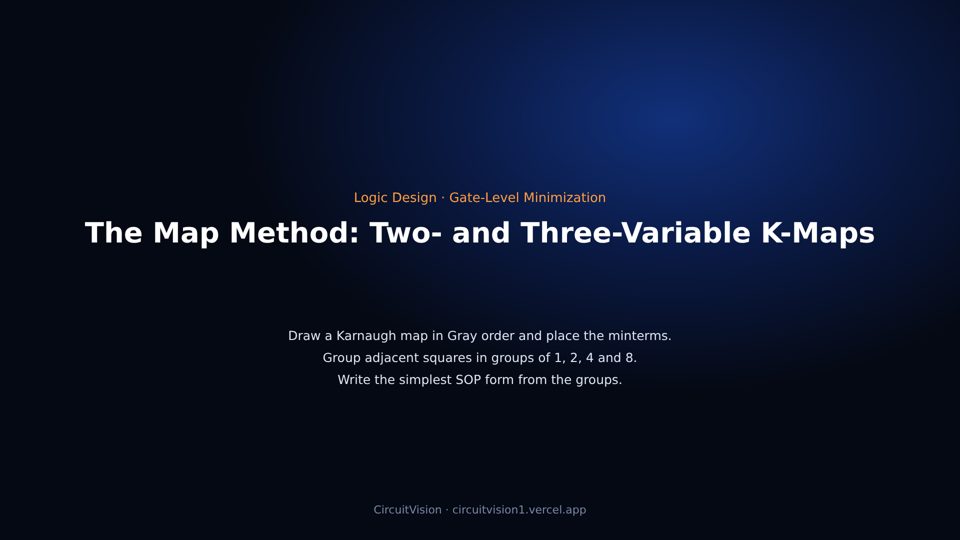 Logic Design · Gate-Level Minimization
The Map Method: Two- and Three-Variable K-Maps
Draw a Karnaugh map in Gray order and place the minterms.
Group adjacent squares in groups of 1, 2, 4 and 8.
Write the simplest SOP form from the groups.
CircuitVision · circuitvision1.vercel.app